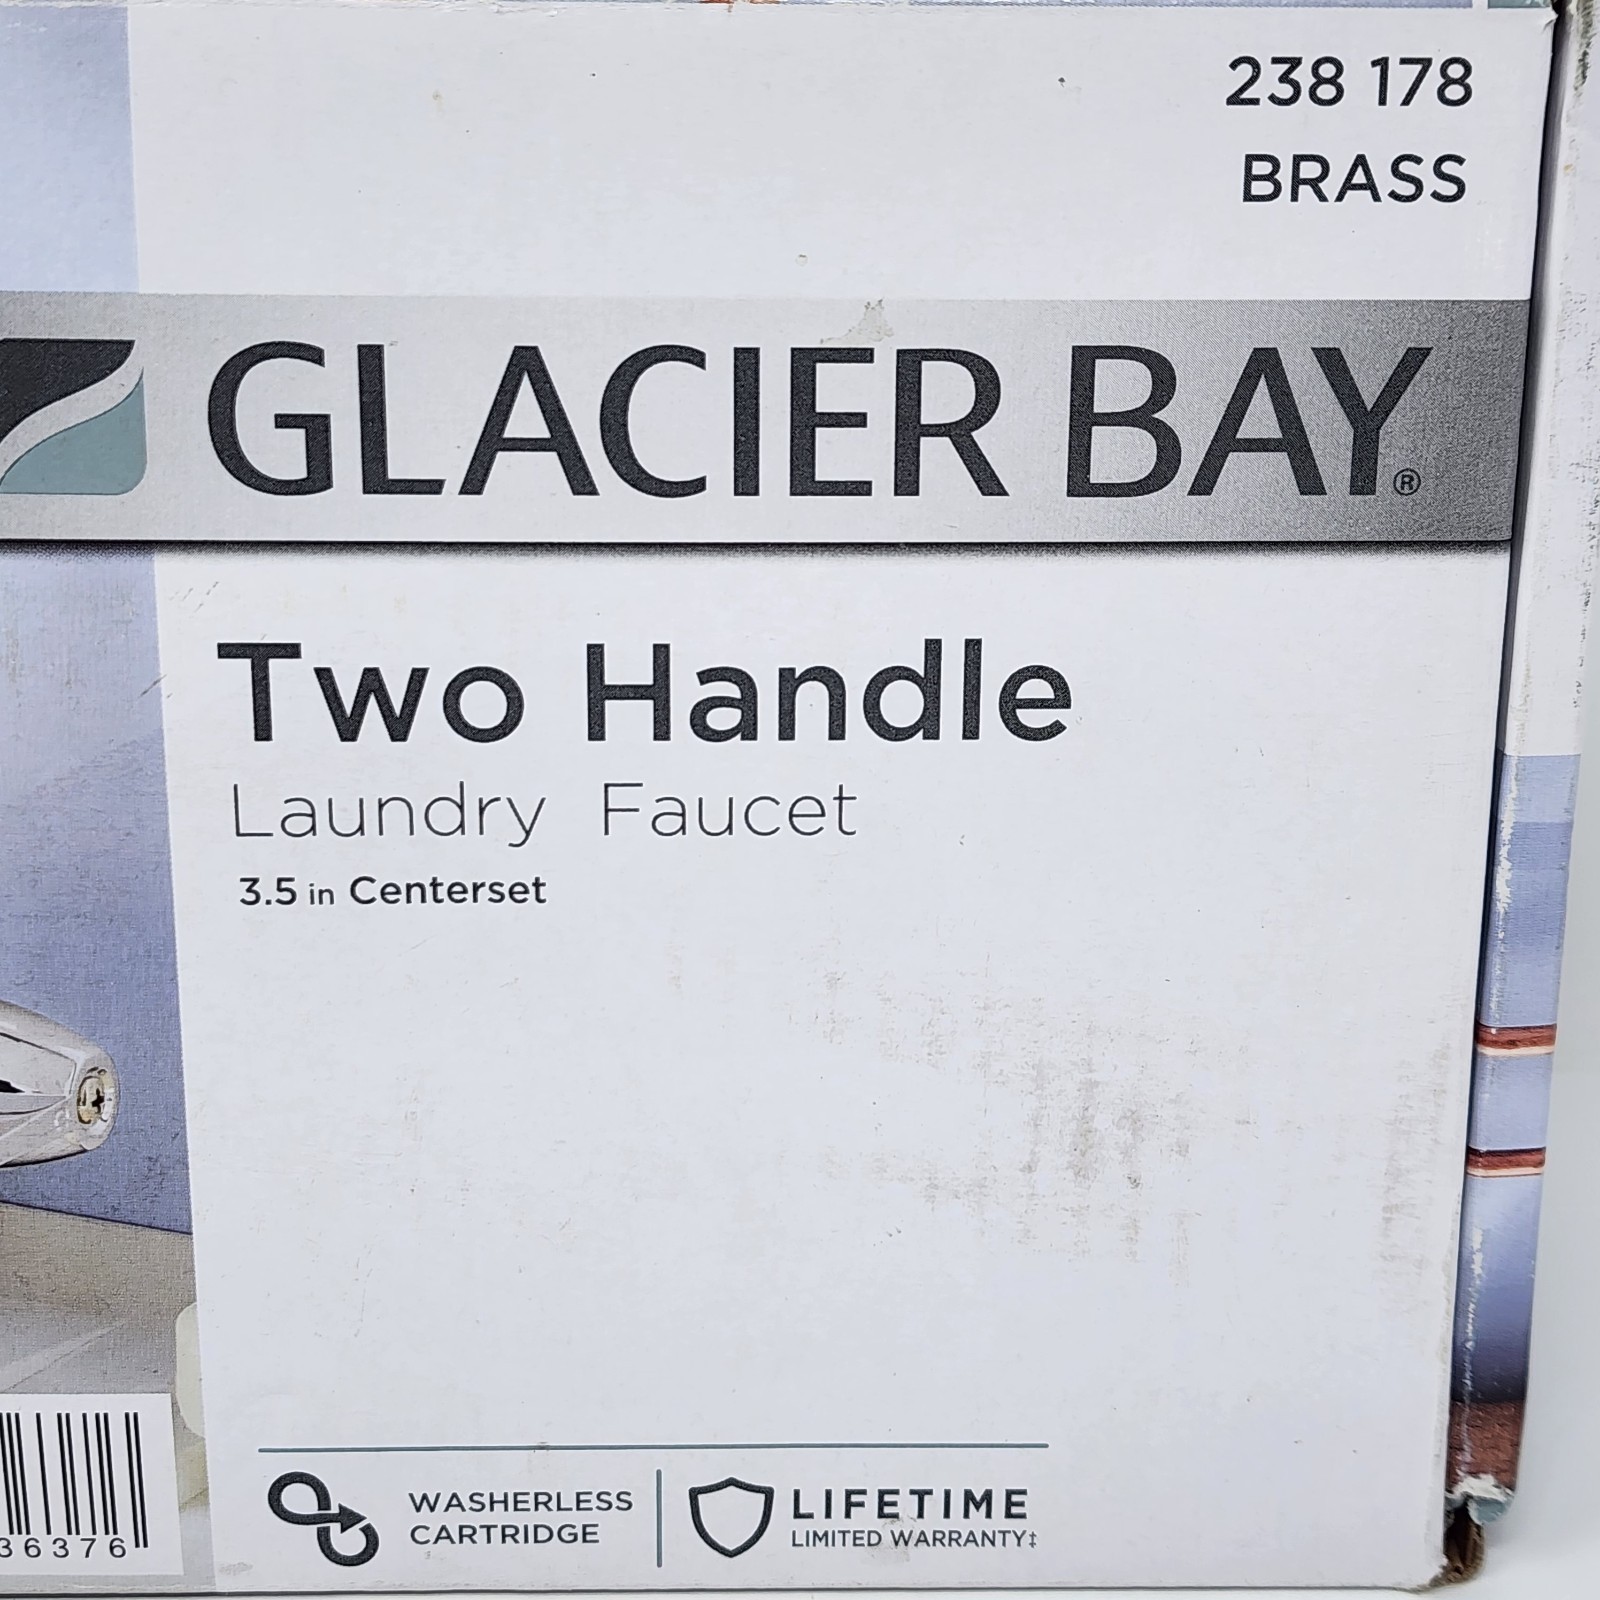 238 178
BRASS
GLACIER BAY®
Two Handle
Laundry Faucet
3.5 in Centerset
WASHERLESS
CARTRIDGE
LIFETIME
LIMITED WARRANTY‡
36376